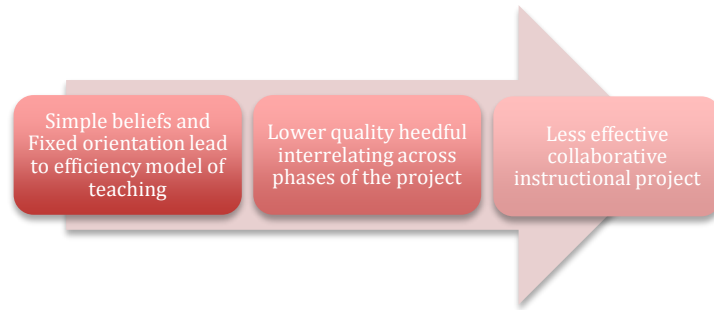 Simple beliefs and
Fixed orientation lead
to efficiency model of
teaching
Lower quality heedful
interrelating across
phases of the project
Less effective
collaborative
instructional project